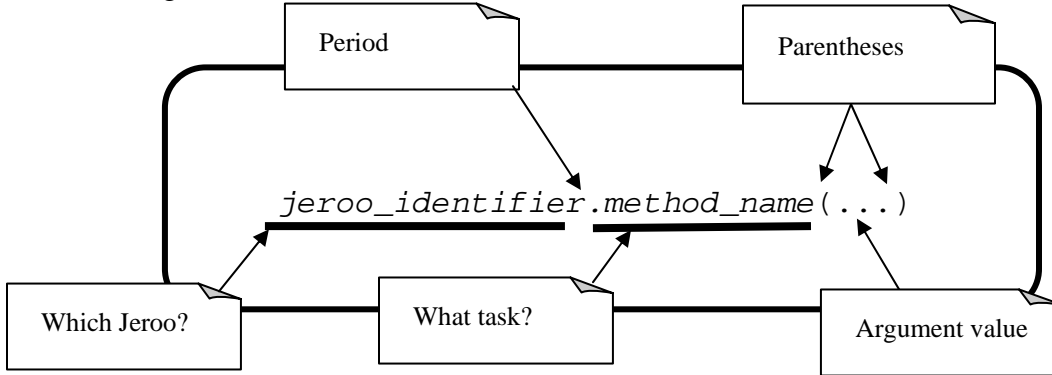 Period
Parentheses
jeroo_identifier.method_name(...)
Which Jeroo?
What task?
Argument value